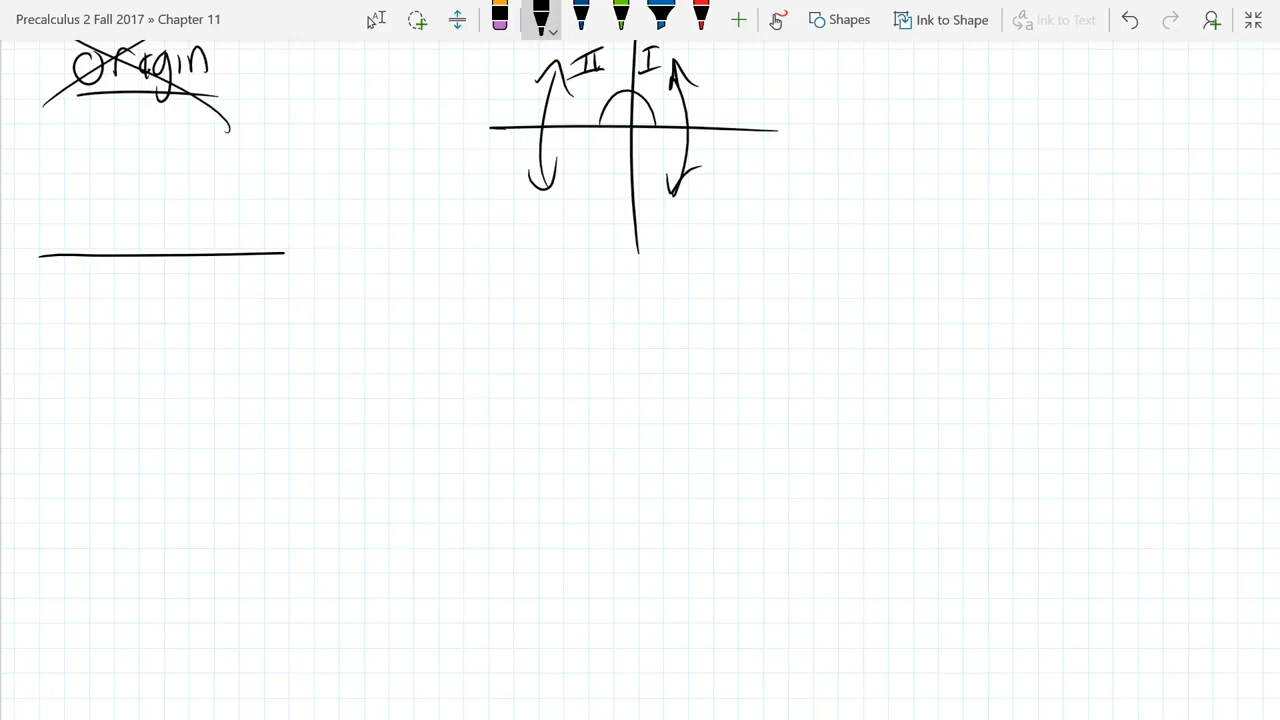 Precalculus 2 Fall 2017 » Chapter 11
Shapes
Ink to Shape
Ink to Text
origin
II I